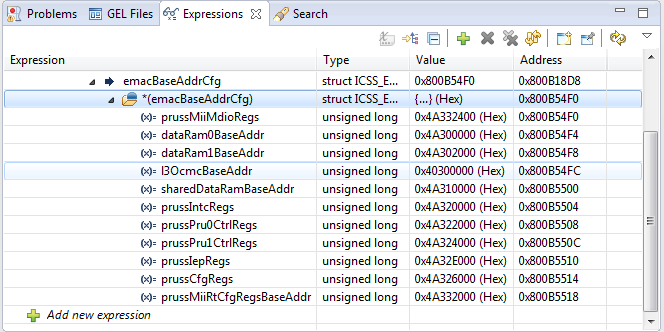 Problems GEL Files Expressions Search
Expression Type Value Address
emacBaseAddrCfg struct ICSS_E... 0x800B54F0 0x800B18D8
*(emacBaseAddrCfg) struct ICSS_E... {...} (Hex) 0x800B54F0
(x)= prussMiiMdioRegs unsigned long 0x4A332400 (Hex) 0x800B54F0
(x)= dataRam0BaseAddr unsigned long 0x4A300000 (Hex) 0x800B54F4
(x)= dataRam1BaseAddr unsigned long 0x4A302000 (Hex) 0x800B54F8
(x)= l3OcmcBaseAddr unsigned long 0x40300000 (Hex) 0x800B54FC
(x)= sharedDataRamBaseAddr unsigned long 0x4A310000 (Hex) 0x800B5500
(x)= prussIntcRegs unsigned long 0x4A320000 (Hex) 0x800B5504
(x)= prussPru0CtrlRegs unsigned long 0x4A322000 (Hex) 0x800B5508
(x)= prussPru1CtrlRegs unsigned long 0x4A324000 (Hex) 0x800B550C
(x)= prussIepRegs unsigned long 0x4A32E000 (Hex) 0x800B5510
(x)= prussCfgRegs unsigned long 0x4A326000 (Hex) 0x800B5514
(x)= prussMiiRtCfgRegsBaseAddr unsigned long 0x4A332000 (Hex) 0x800B5518
Add new expression